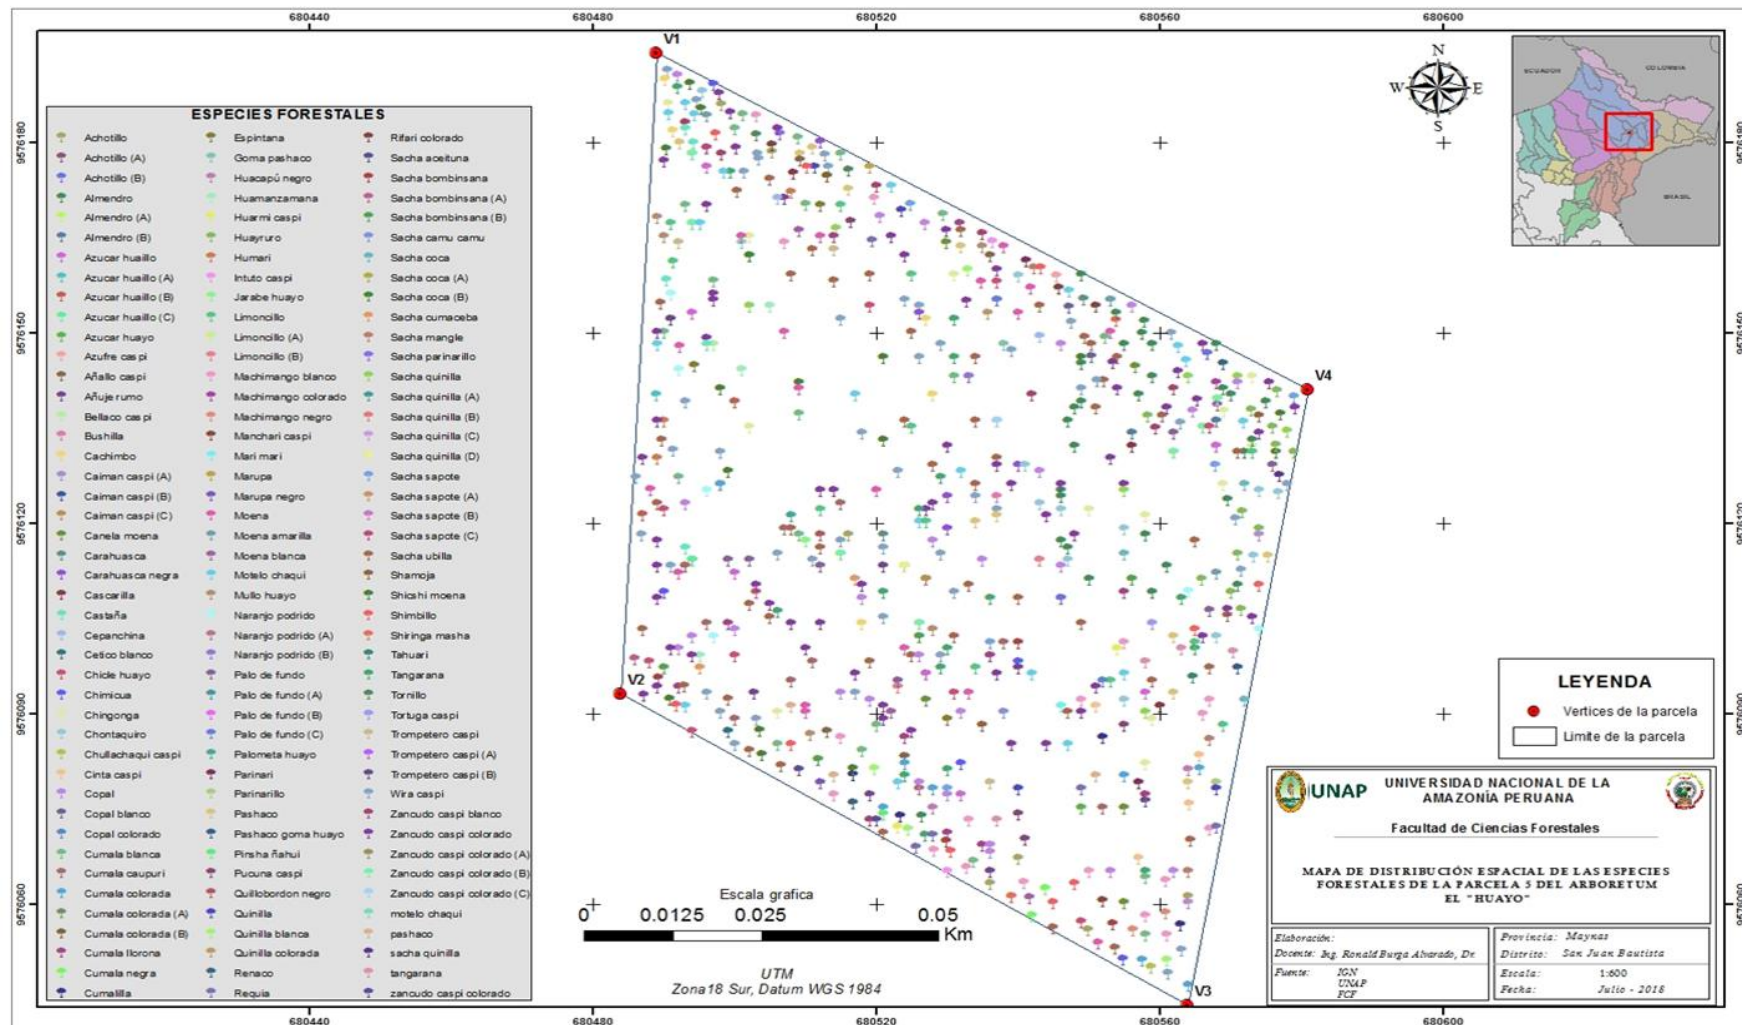 680440 680480 680520 680560 680600
V1
N
W E
S
ECUADOR
COLOMBIA
BRASIL
9576180
9576150
9576120
9576090
9576060
ESPECIES FORESTALES
Achotillo
Achotillo (A)
Achotillo (B)
Almendro
Almendro (A)
Almendro (B)
Azucar huaillo
Azucar huaillo (A)
Azucar huaillo (B)
Azucar huaillo (C)
Azucar huayo
Azufre caspi
Añallo caspi
Añuje rumo
Bellaco caspi
Bushilla
Cachimbo
Caiman caspi (A)
Caiman caspi (B)
Caiman caspi (C)
Canela moena
Carahuasca
Carahuasca negra
Cascarilla
Castaña
Cepanchina
Cetico blanco
Chicle huayo
Chimicua
Chingonga
Chontaquiro
Chullachaqui caspi
Cinta caspi
Copal
Copal blanco
Copal colorado
Cumala blanca
Cumala caupuri
Cumala colorada
Cumala colorada (A)
Cumala colorada (B)
Cumala llorona
Cumala negra
Cumalilla
Espintana
Goma pashaco
Huacapú negro
Huamanzamana
Huarmi caspi
Huayruro
Humari
Intuto caspi
Jarabe huayo
Limoncillo
Limoncillo (A)
Limoncillo (B)
Machimango blanco
Machimango colorado
Machimango negro
Manchari caspi
Mari mari
Marupa
Marupa negro
Moena
Moena amarilla
Moena blanca
Motelo chaqui
Mullo huayo
Naranjo podrido
Naranjo podrido (A)
Naranjo podrido (B)
Palo de fundo
Palo de fundo (A)
Palo de fundo (B)
Palo de fundo (C)
Palometa huayo
Parinari
Parinarillo
Pashaco
Pashaco goma huayo
Pinsha ñahui
Pucuna caspi
Quillobordon negro
Quinilla
Quinilla blanca
Quinilla colorada
Renaco
Requia
Rifari colorado
Sacha aceituna
Sacha bombinsana
Sacha bombinsana (A)
Sacha bombinsana (B)
Sacha camu camu
Sacha coca
Sacha coca (A)
Sacha coca (B)
Sacha cumaceba
Sacha mangle
Sacha parinarillo
Sacha quinilla
Sacha quinilla (A)
Sacha quinilla (B)
Sacha quinilla (C)
Sacha quinilla (D)
Sacha sapote
Sacha sapote (A)
Sacha sapote (B)
Sacha sapote (C)
Sacha ubilla
Shamoja
Shicshi moena
Shimbillo
Shiringa masha
Tahuari
Tangarana
Tornillo
Tortuga caspi
Trompetero caspi
Trompetero caspi (A)
Trompetero caspi (B)
Wira caspi
Zancudo caspi blanco
Zancudo caspi colorado
Zancudo caspi colorado (A)
Zancudo caspi colorado (B)
Zancudo caspi colorado (C)
motelo chaqui
pashaco
sacha quinilla
tangarana
zancudo caspi colorado
V4
V2
V3
Escala grafica
0 0.0125 0.025 0.05
Km
UTM
Zona18 Sur, Datum WGS 1984
LEYENDA
Vertices de la parcela
Limite de la parcela
UNAP
UNIVERSIDAD NACIONAL DE LA
AMAZONÍA PERUANA
Facultad de Ciencias Forestales
MAPA DE DISTRIBUCIÓN ESPACIAL DE LAS ESPECIES
FORESTALES DE LA PARCELA 5 DEL ARBORETUM
EL "HUAYO"
Elaboración:
Docente: Ing. Ronald Burga Alvarado, Dr.
Fuente: IGN
UNAP
FCF
Provincia: Maynas
Distrito: San Juan Bautista
Escala: 1:600
Fecha: Julio - 2018
9576180
9576150
9576120
9576090
9576060
680440 680480 680520 680560 680600